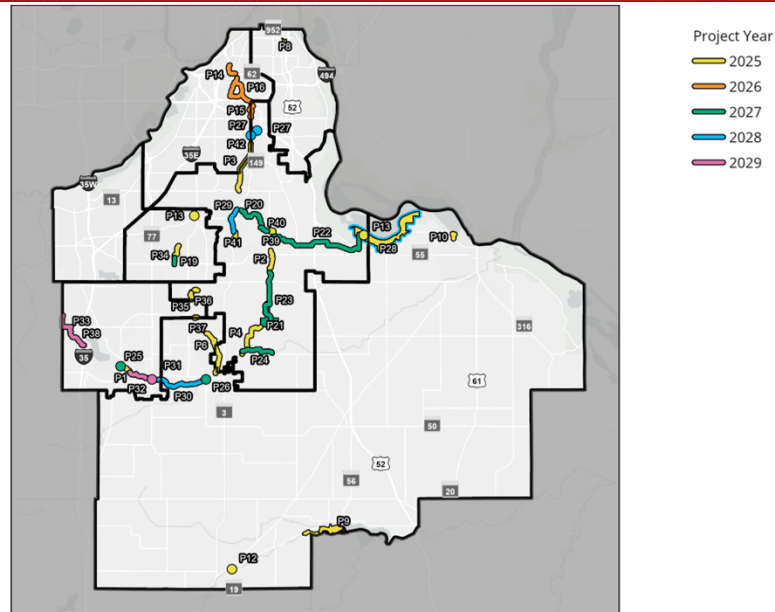 Project Year
2025
2026
2027
2028
2029
952
P8
P14
62
494
P16
52
P15
P27
P27
P42
35E
P3
149
35W
13
P29
P20
P13
P40
P13
77
P41
P39
P22
P28
P10
55
P34
P19
P2
P35
P36
P23
P33
P37
P4
P21
316
P38
P6
35
P24
P25
P31
P1
P32
P30
P26
61
3
50
52
56
20
P9
P12
19